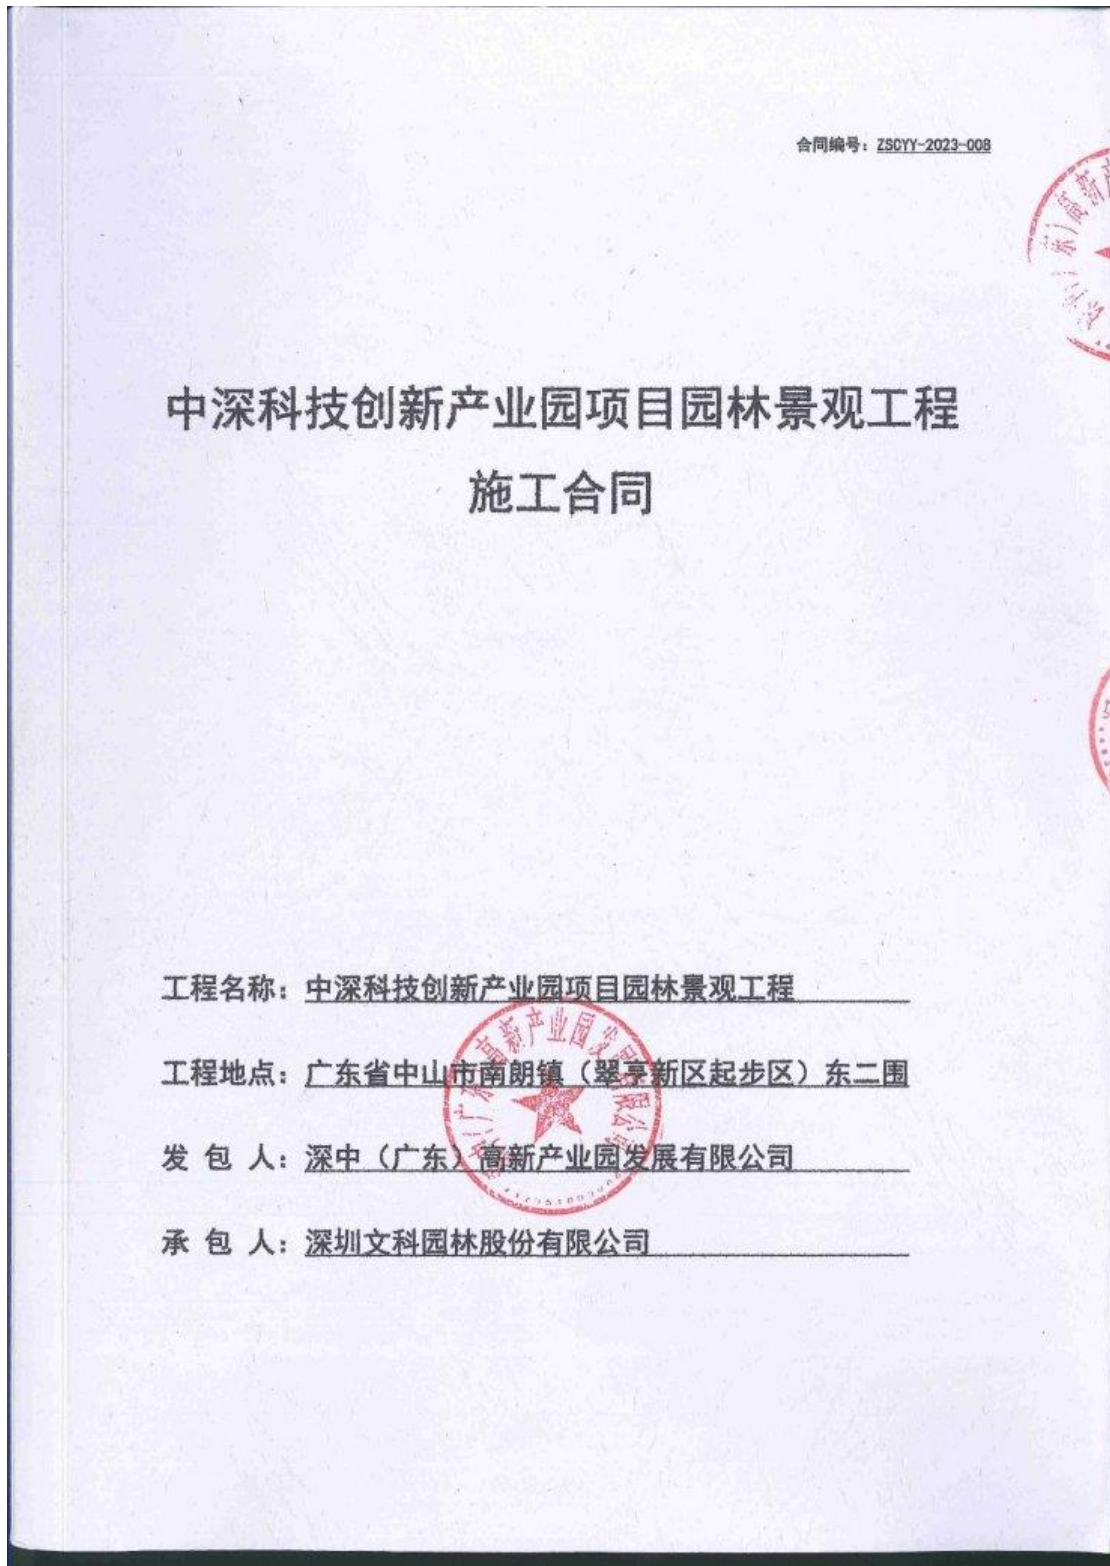 合同编号：ZSCYY-2023-008
中深科技创新产业园项目园林景观工程
施工合同
工程名称：中深科技创新产业园项目园林景观工程
工程地点：广东省中山市南朗镇（翠亨新区起步区）东二围
发包人：深中（广东）高新产业园发展有限公司
承包人：深圳文科园林股份有限公司